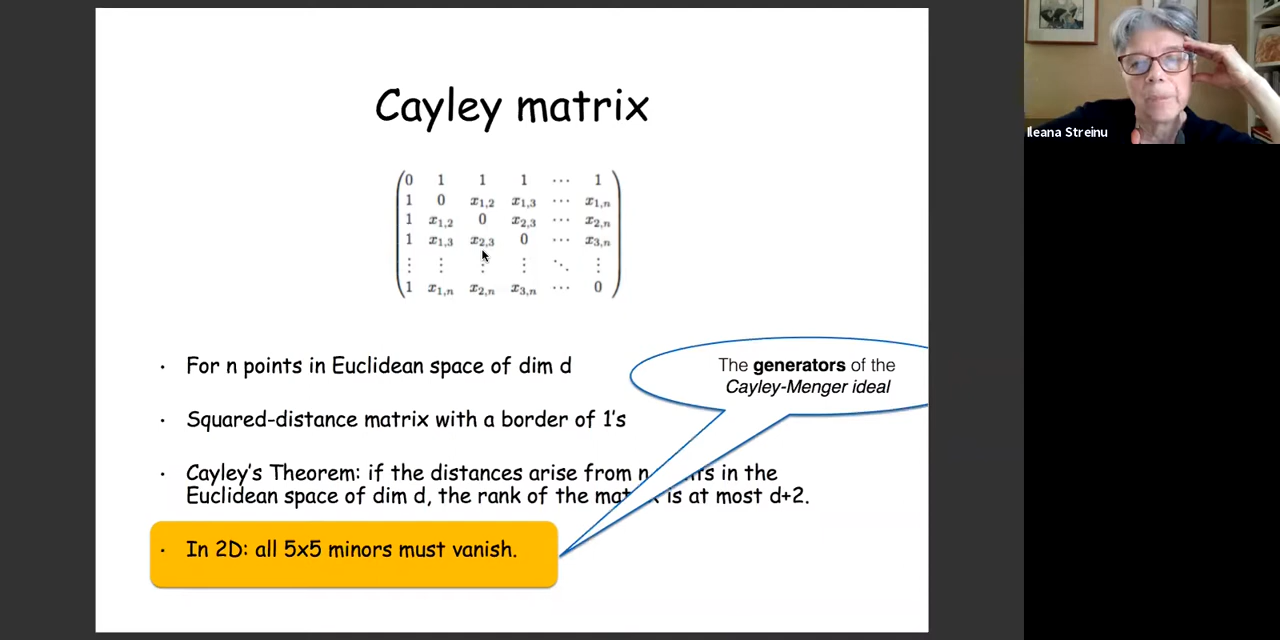 Cayley matrix
0 1 1 1 ⋯ 1
1 0 x1,2 x1,3 ⋯ x1,n
1 x1,2 0 x2,3 ⋯ x2,n
1 x1,3 x2,3 0 ⋯ x3,n
⋮ ⋮ ⋮ ⋮ ⋱ ⋮
1 x1,n x2,n x3,n ⋯ 0
· For n points in Euclidean space of dim d
The generators of the
Cayley-Menger ideal
· Squared-distance matrix with a border of 1's
· Cayley's Theorem: if the distances arise from n in the
Euclidean space of dim d, the rank of the is at most d+2.
· In 2D: all 5x5 minors must vanish.
Ileana Streinu